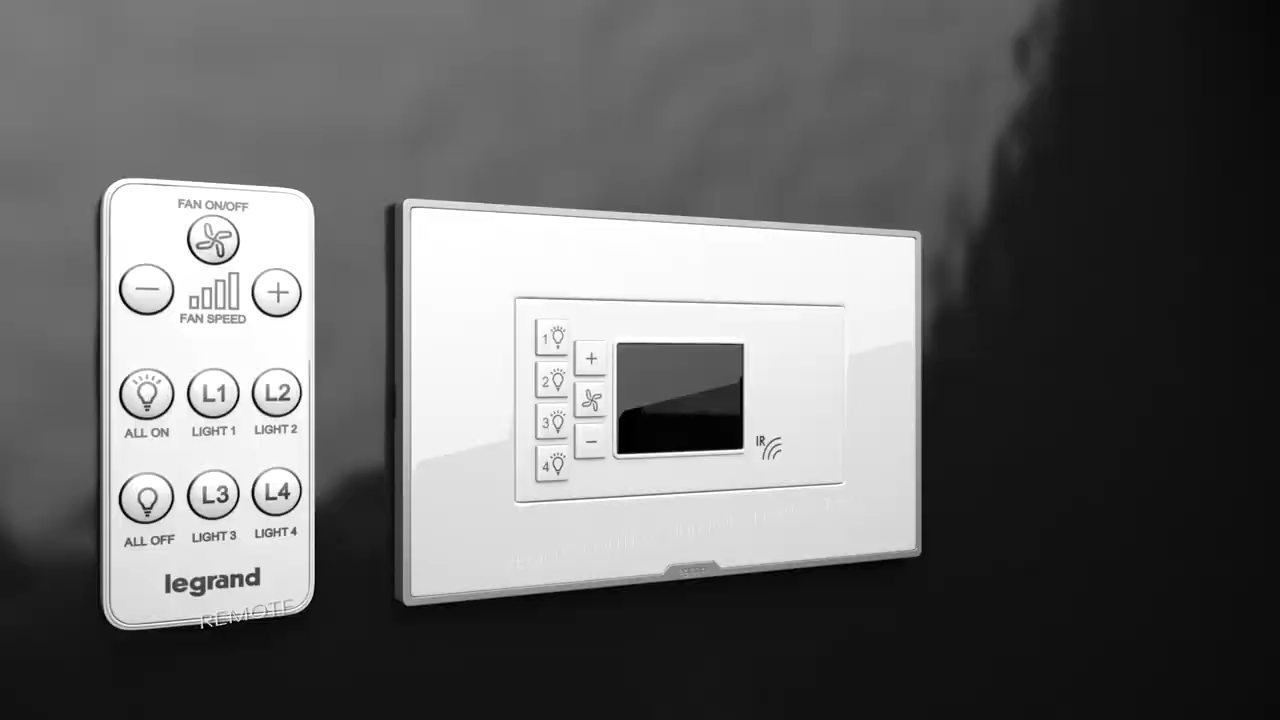 FAN ON/OFF
FAN SPEED
L1
L2
ALL ON
LIGHT 1
LIGHT 2
L3
L4
ALL OFF
LIGHT 3
LIGHT 4
legrand
REMOTE
1
2
3
4
+
−
IR